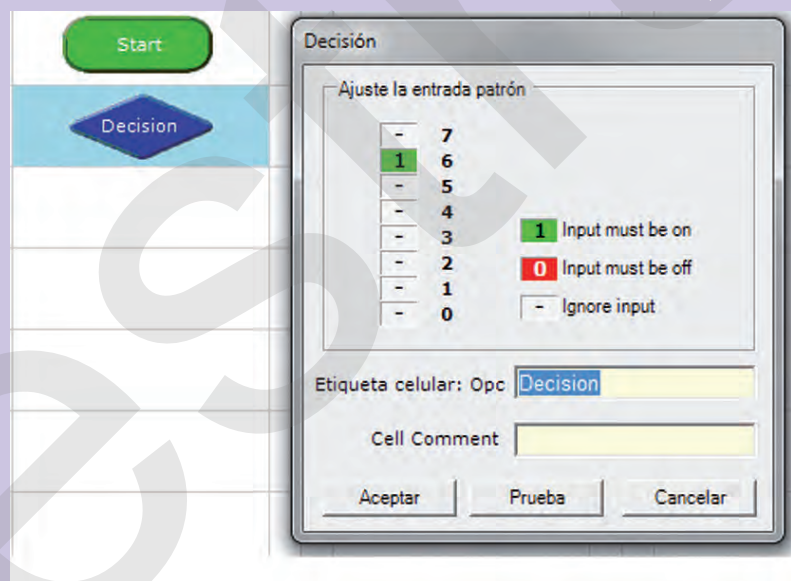 Start
Decision
Decisión
Ajuste la entrada patrón
- 7
1 6
- 5
- 4
- 3
- 2
- 1
- 0
1 Input must be on
0 Input must be off
- Ignore input
Etiqueta celular: Opc Decision
Cell Comment
Aceptar Prueba Cancelar